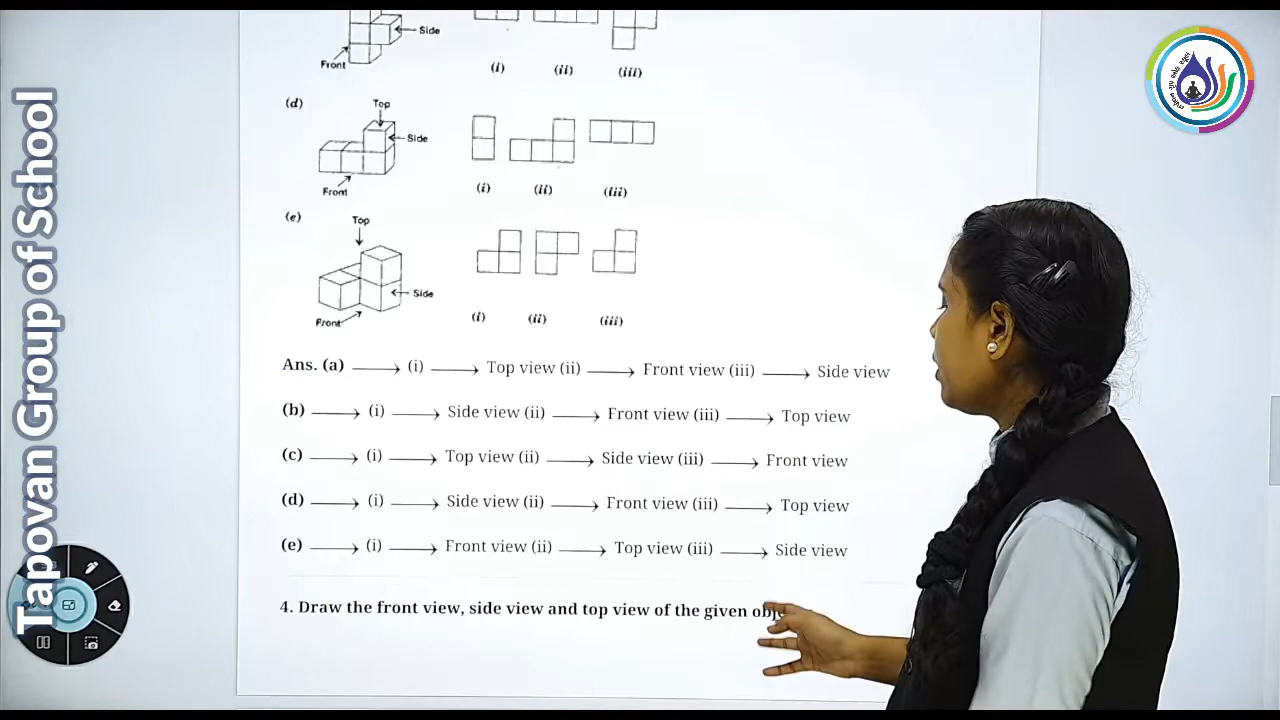 Tapovan Group of School
Side
Front
(i) (ii) (iii)
(d)
Top
Side
Front
(i) (ii) (iii)
(e)
Top
Side
Front
(i) (ii) (iii)
Ans. (a) ⟶ (i) ⟶ Top view (ii) ⟶ Front view (iii) ⟶ Side view
(b) ⟶ (i) ⟶ Side view (ii) ⟶ Front view (iii) ⟶ Top view
(c) ⟶ (i) ⟶ Top view (ii) ⟶ Side view (iii) ⟶ Front view
(d) ⟶ (i) ⟶ Side view (ii) ⟶ Front view (iii) ⟶ Top view
(e) ⟶ (i) ⟶ Front view (ii) ⟶ Top view (iii) ⟶ Side view
4. Draw the front view, side view and top view of the given